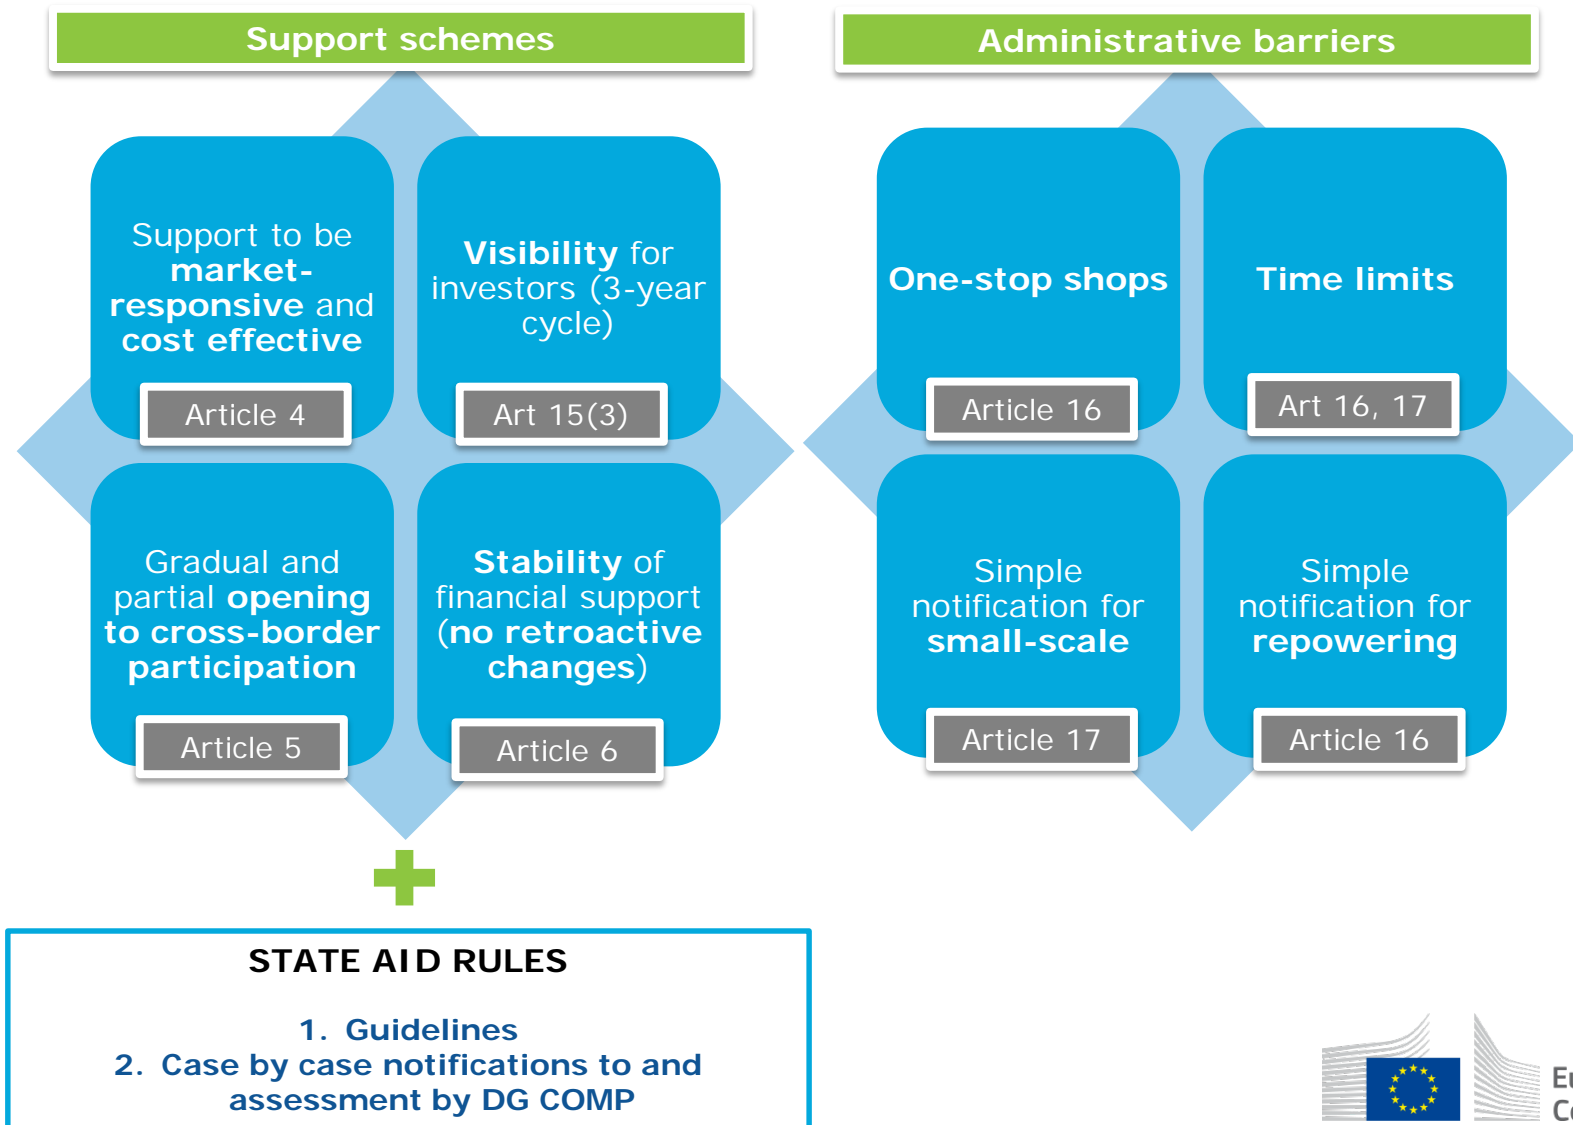 Support schemes
Support to be
market-
responsive and
cost effective
Article 4
Visibility for
investors (3-year
cycle)
Art 15(3)
Gradual and
partial opening
to cross-border
participation
Article 5
Stability of
financial support
(no retroactive
changes)
Article 6
STATE AID RULES
1. Guidelines
2. Case by case notifications to and
assessment by DG COMP
Administrative barriers
One-stop shops
Article 16
Time limits
Art 16, 17
Simple
notification for
small-scale
Article 17
Simple
notification for
repowering
Article 16